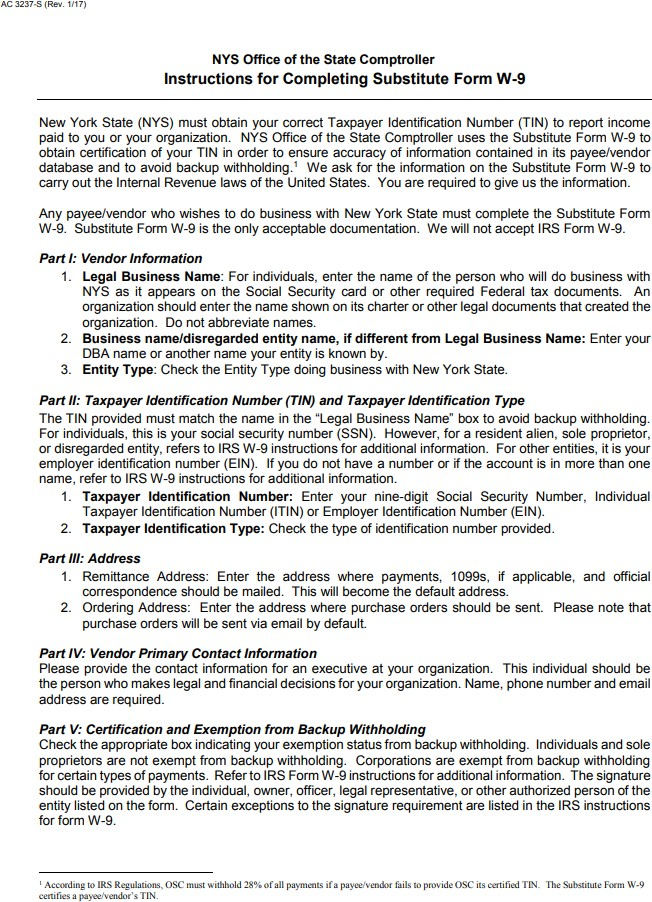 AC 3237-S (Rev. 1/17)
NYS Office of the State Comptroller
Instructions for Completing Substitute Form W-9
New York State (NYS) must obtain your correct Taxpayer Identification Number (TIN) to report income
paid to you or your organization.  NYS Office of the State Comptroller uses the Substitute Form W-9 to
obtain certification of your TIN in order to ensure accuracy of information contained in its payee/vendor
database and to avoid backup withholding.¹  We ask for the information on the Substitute Form W-9 to
carry out the Internal Revenue laws of the United States.  You are required to give us the information.
Any payee/vendor who wishes to do business with New York State must complete the Substitute Form
W-9.  Substitute Form W-9 is the only acceptable documentation.  We will not accept IRS Form W-9.
Part I: Vendor Information
1. Legal Business Name: For individuals, enter the name of the person who will do business with
NYS as it appears on the Social Security card or other required Federal tax documents.  An
organization should enter the name shown on its charter or other legal documents that created the
organization.  Do not abbreviate names.
2. Business name/disregarded entity name, if different from Legal Business Name: Enter your
DBA name or another name your entity is known by.
3. Entity Type: Check the Entity Type doing business with New York State.
Part II: Taxpayer Identification Number (TIN) and Taxpayer Identification Type
The TIN provided must match the name in the “Legal Business Name” box to avoid backup withholding.
For individuals, this is your social security number (SSN).  However, for a resident alien, sole proprietor,
or disregarded entity, refers to IRS W-9 instructions for additional information.  For other entities, it is your
employer identification number (EIN).  If you do not have a number or if the account is in more than one
name, refer to IRS W-9 instructions for additional information.
1. Taxpayer Identification Number: Enter your nine-digit Social Security Number, Individual
Taxpayer Identification Number (ITIN) or Employer Identification Number (EIN).
2. Taxpayer Identification Type: Check the type of identification number provided.
Part III: Address
1. Remittance Address: Enter the address where payments, 1099s, if applicable, and official
correspondence should be mailed.  This will become the default address.
2. Ordering Address:  Enter the address where purchase orders should be sent.  Please note that
purchase orders will be sent via email by default.
Part IV: Vendor Primary Contact Information
Please provide the contact information for an executive at your organization.  This individual should be
the person who makes legal and financial decisions for your organization. Name, phone number and email
address are required.
Part V: Certification and Exemption from Backup Withholding
Check the appropriate box indicating your exemption status from backup withholding.  Individuals and sole
proprietors are not exempt from backup withholding.  Corporations are exempt from backup withholding
for certain types of payments.  Refer to IRS Form W-9 instructions for additional information.  The signature
should be provided by the individual, owner, officer, legal representative, or other authorized person of the
entity listed on the form.  Certain exceptions to the signature requirement are listed in the IRS instructions
for form W-9.
¹ According to IRS Regulations, OSC must withhold 28% of all payments if a payee/vendor fails to provide OSC its certified TIN.  The Substitute Form W-9
certifies a payee/vendor’s TIN.